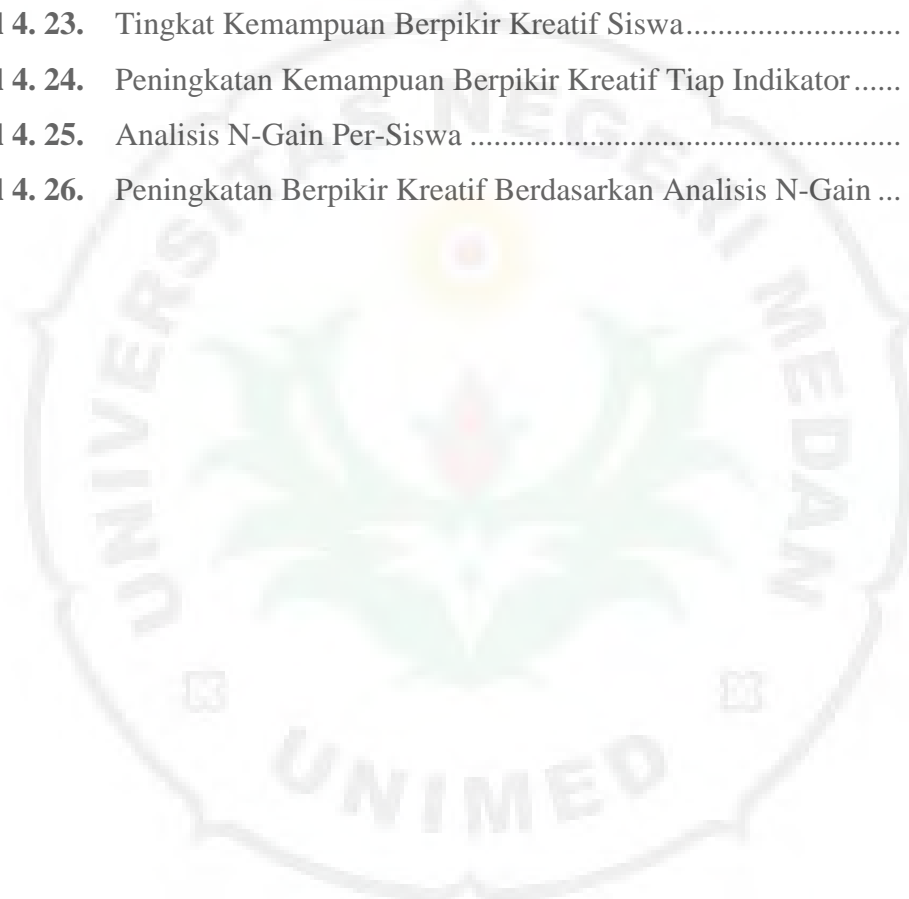 l 4. 23. Tingkat Kemampuan Berpikir Kreatif Siswa..........................
l 4. 24. Peningkatan Kemampuan Berpikir Kreatif Tiap Indikator......
l 4. 25. Analisis N-Gain Per-Siswa ................................................
l 4. 26. Peningkatan Berpikir Kreatif Berdasarkan Analisis N-Gain ...
UNIVERSITAS NEGERI MEDAN
UNIMED